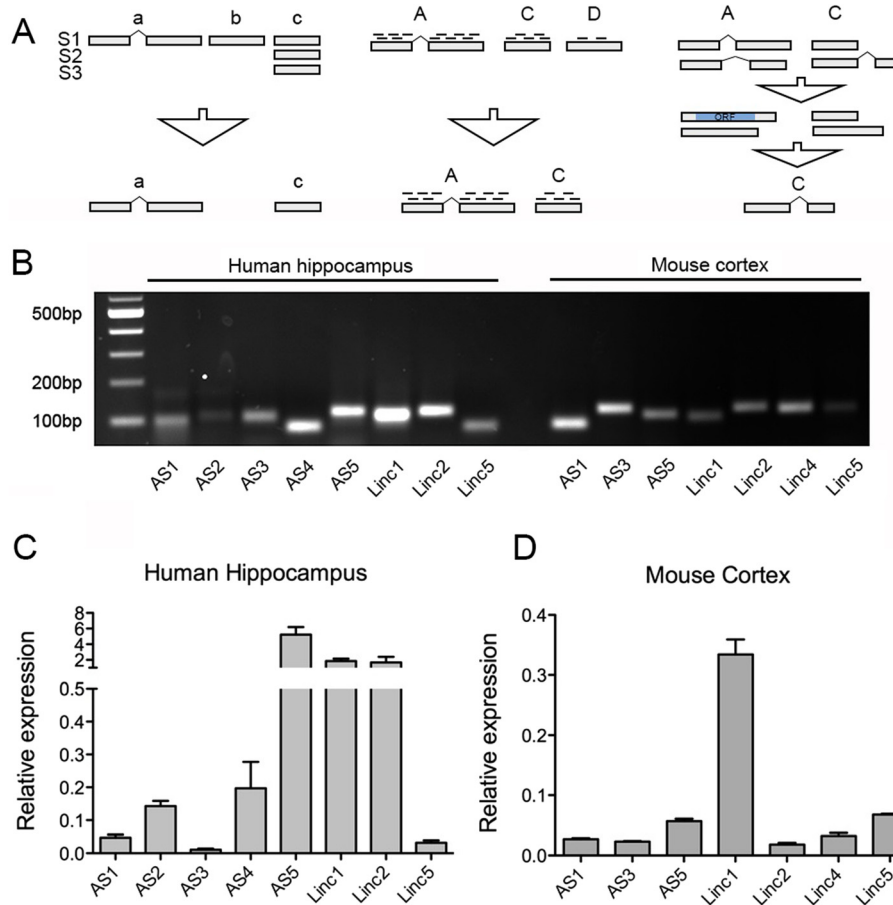 A
a b c
S1
S2
S3
a c
A C D
A C
A C
ORF
C
B
Human hippocampus Mouse cortex
500bp
200bp
100bp
AS1 AS2 AS3 AS4 AS5 Linc1 Linc2 Linc5 AS1 AS3 AS5 Linc1 Linc2 Linc4 Linc5
C
Human Hippocampus
Relative expression
8
6
4
2
0.5
0.4
0.3
0.2
0.1
0.0
AS1 AS2 AS3 AS4 AS5 Linc1 Linc2 Linc5
D
Mouse Cortex
Relative expression
0.4
0.3
0.2
0.1
0.0
AS1 AS3 AS5 Linc1 Linc2 Linc4 Linc5